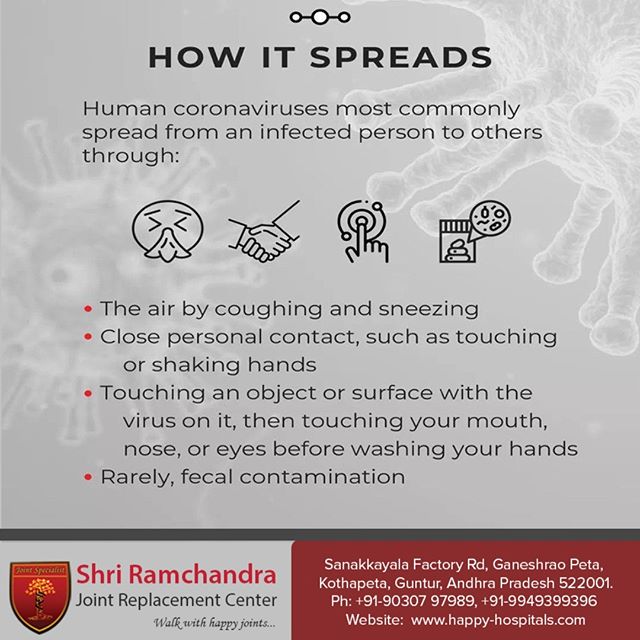 HOW IT SPREADS
Human coronaviruses most commonly
spread from an infected person to others
through:
• The air by coughing and sneezing
• Close personal contact, such as touching
or shaking hands
• Touching an object or surface with the
virus on it, then touching your mouth,
nose, or eyes before washing your hands
• Rarely, fecal contamination
Joint Specialist
Shri Ramchandra
Joint Replacement Center
Walk with happy joints...
Sanakkayala Factory Rd, Ganeshrao Peta,
Kothapeta, Guntur, Andhra Pradesh 522001.
Ph: +91-90307 97989, +91-9949399396
Website: www.happy-hospitals.com